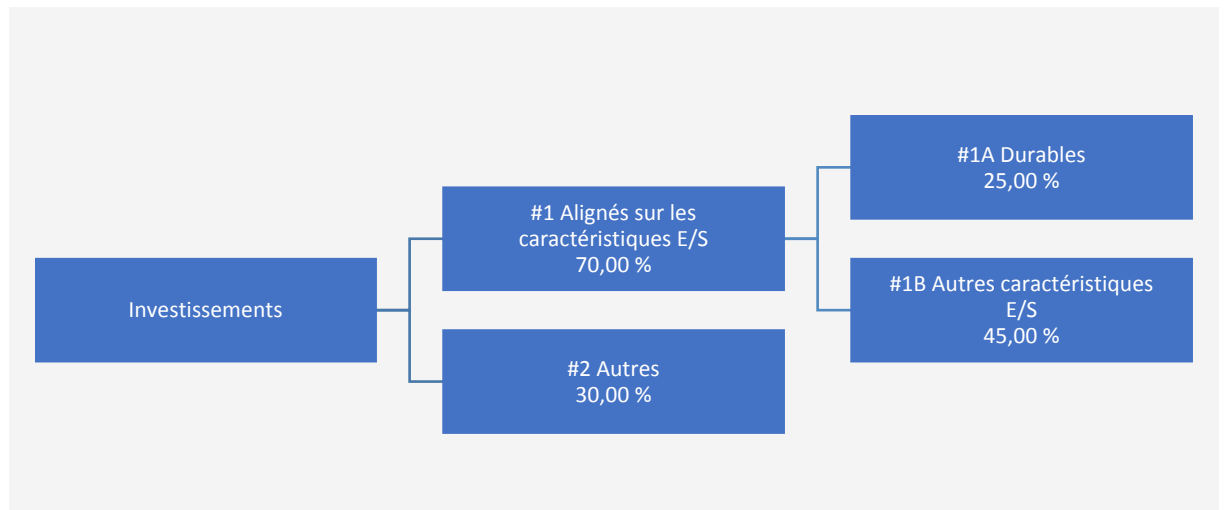 Investissements
#1 Alignés sur les
caractéristiques E/S
70,00 %
#2 Autres
30,00 %
#1A Durables
25,00 %
#1B Autres caractéristiques
E/S
45,00 %